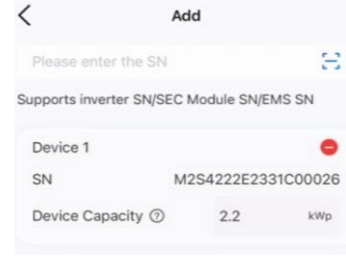 Add
Please enter the SN
Supports inverter SN/SEC Module SN/EMS SN
Device 1
SN M2S4222E2331C00026
Device Capacity ? 2.2 kWp